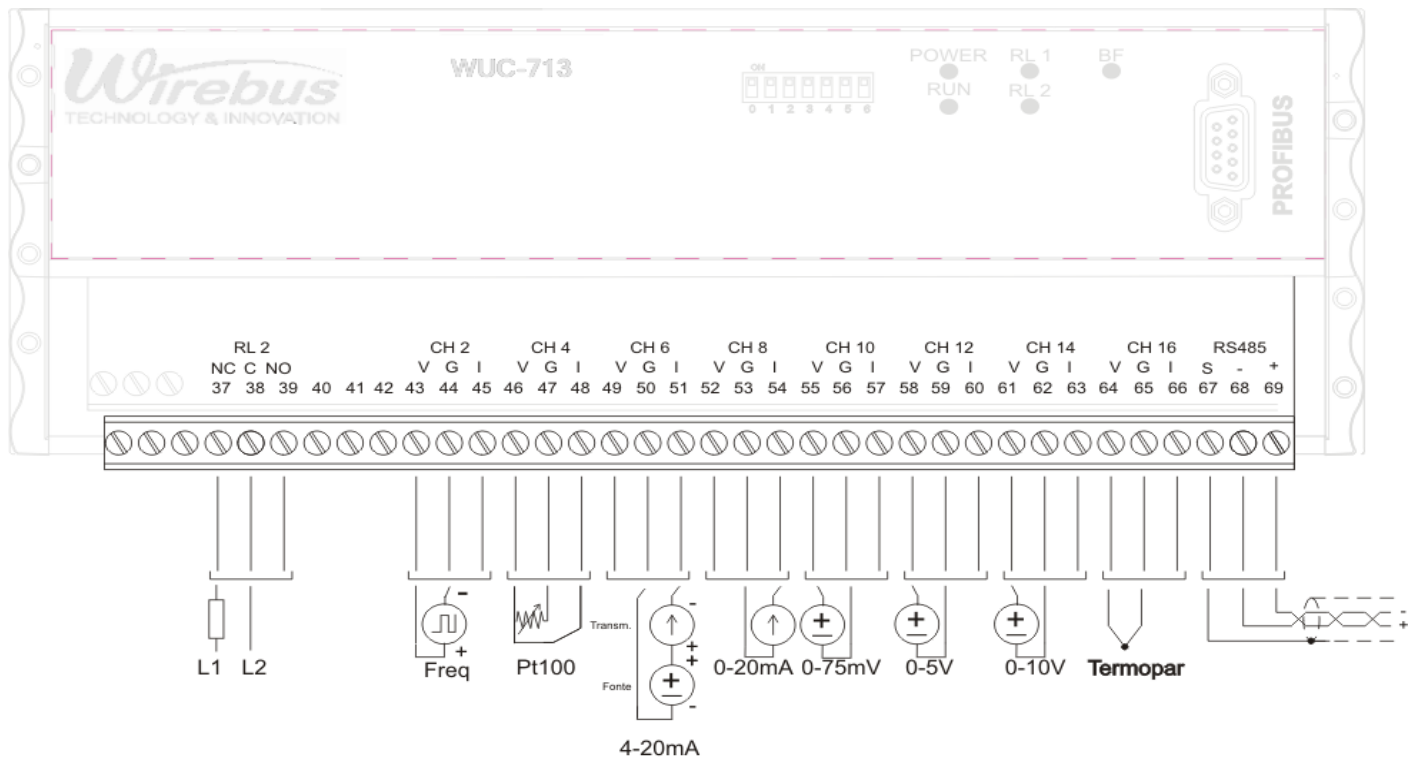 Wirebus
TECHNOLOGY & INNOVATION
WUC-713
ON
0 1 2 3 4 5 6
POWER RL 1 BF
RUN RL 2
PROFIBUS
RL 2 CH 2 CH 4 CH 6 CH 8 CH 10 CH 12 CH 14 CH 16 RS485
NC C NO V G I V G I V G I V G I V G I V G I V G I V G I S - +
37 38 39 40 41 42 43 44 45 46 47 48 49 50 51 52 53 54 55 56 57 58 59 60 61 62 63 64 65 66 67 68 69
L1 L2
- +
Freq
Pt100
Transm.
- +
Fonte
+ + -
4-20mA
0-20mA
+
0-75mV
+
0-5V
+
0-10V
Termopar
-
+